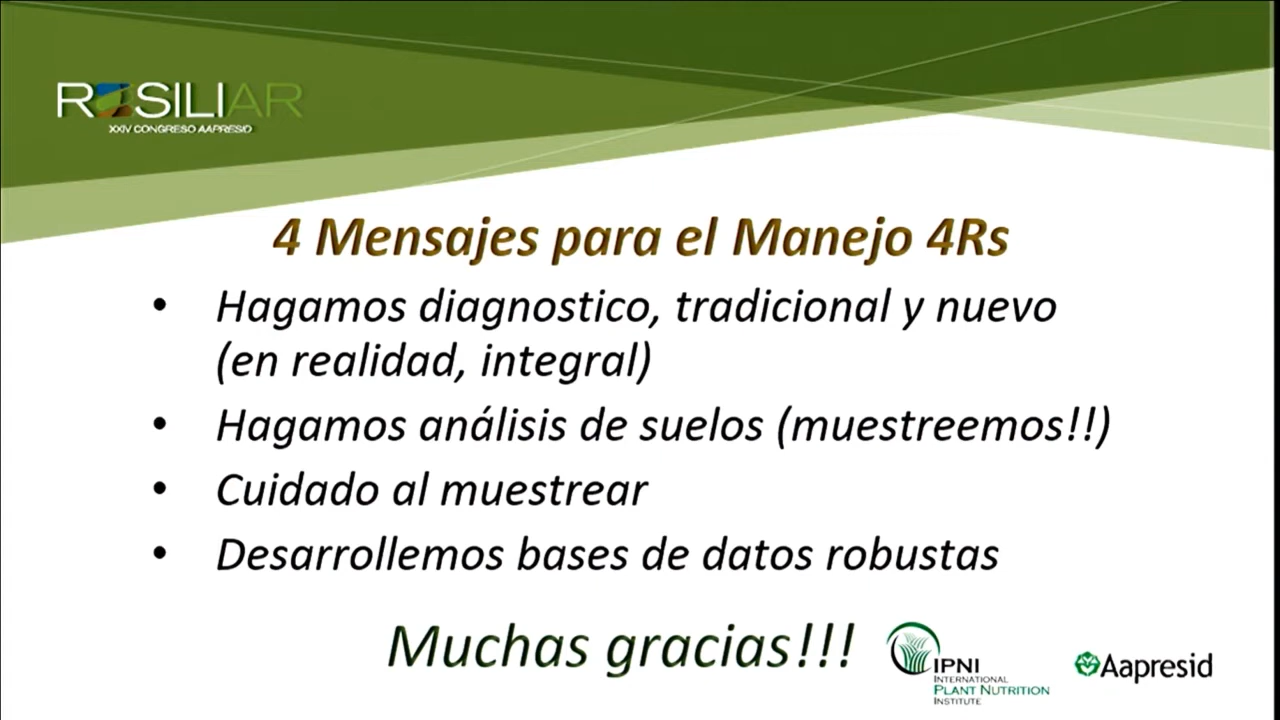 RESILIAR
XXIV CONGRESO AAPRESID
4 Mensajes para el Manejo 4Rs
• Hagamos diagnostico, tradicional y nuevo
(en realidad, integral)
• Hagamos análisis de suelos (muestreemos!!)
• Cuidado al muestrear
• Desarrollemos bases de datos robustas
Muchas gracias!!!
IPNI
INTERNATIONAL
PLANT NUTRITION
INSTITUTE
Aapresid